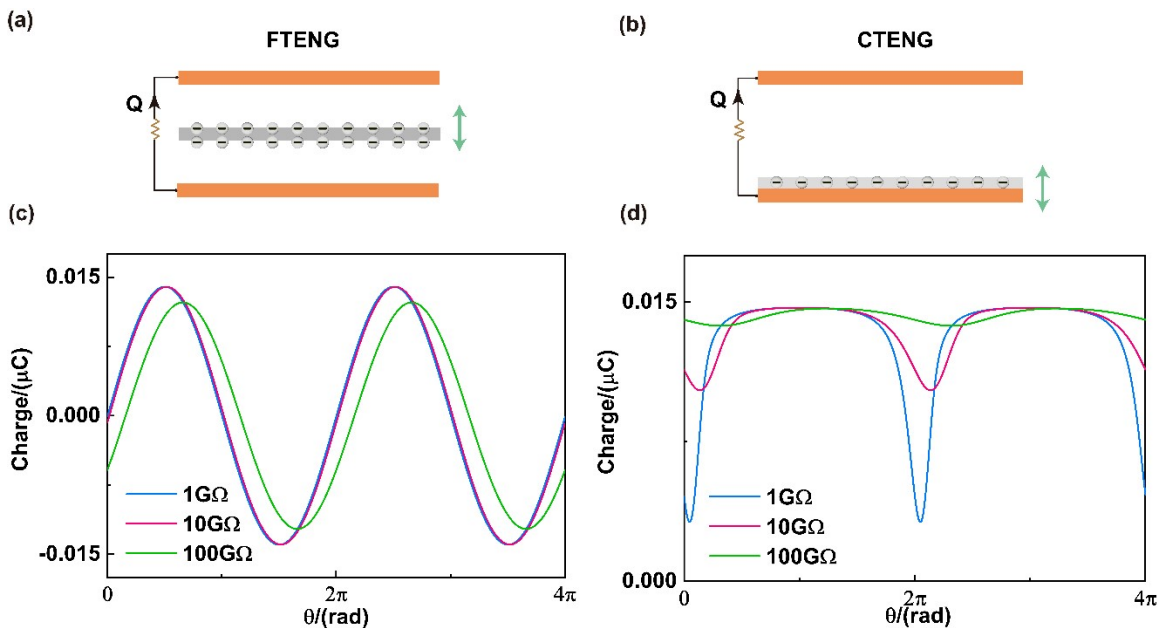 (a)
FTENG
Q
(b)
CTENG
Q
(c)
Charge/(μC)
0.015
0.000
-0.015
1GΩ
10GΩ
100GΩ
0
2π
4π
θ/(rad)
(d)
Charge/(μC)
0.015
0.000
1GΩ
10GΩ
100GΩ
0
2π
4π
θ/(rad)